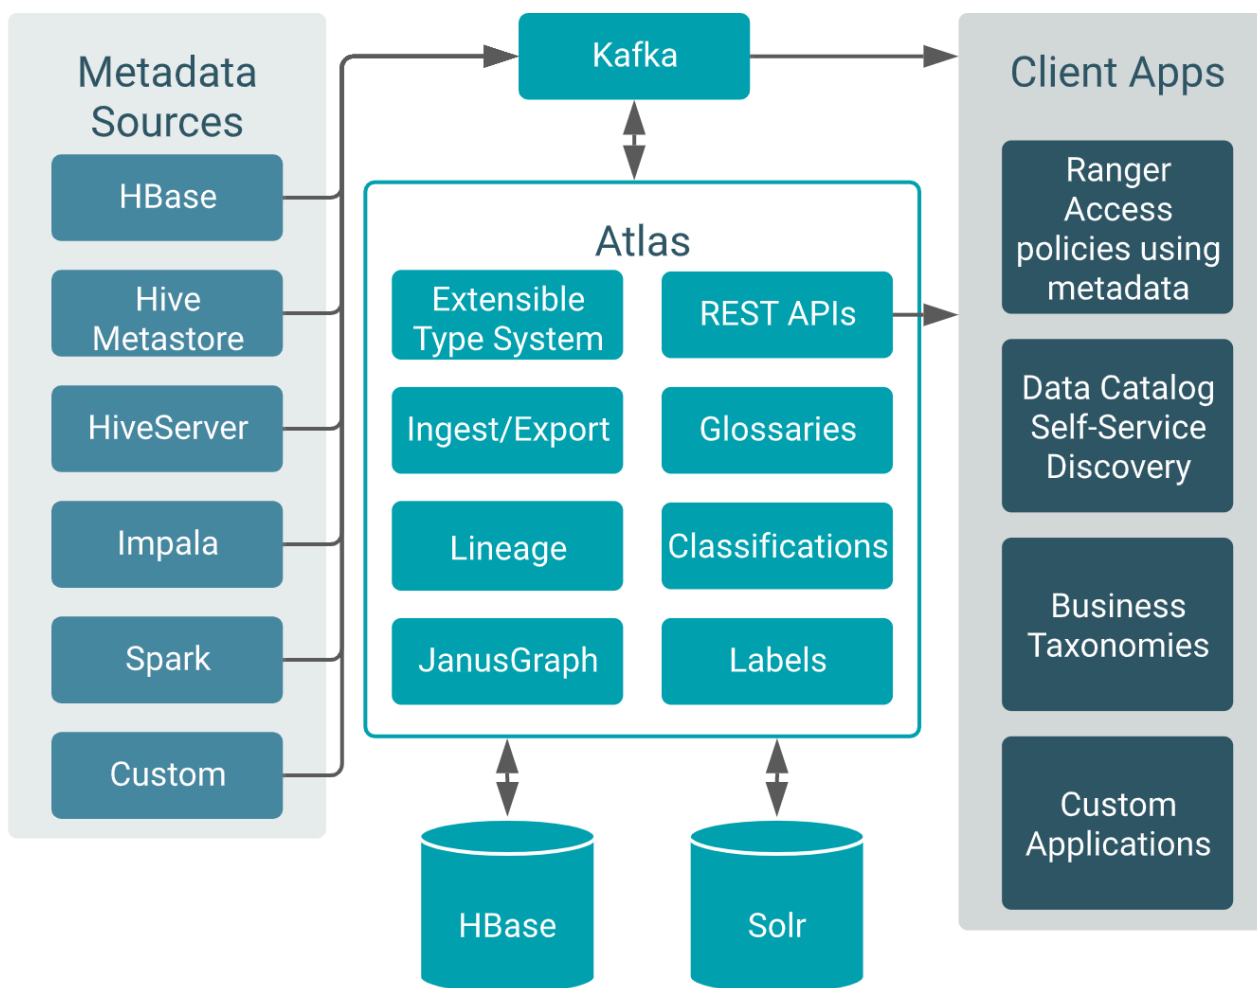 Metadata
Sources
HBase
Hive
Metastore
HiveServer
Impala
Spark
Custom
Kafka
Atlas
Extensible
Type System
REST APIs
Ingest/Export
Glossaries
Lineage
Classifications
JanusGraph
Labels
HBase
Solr
Client Apps
Ranger
Access
policies using
metadata
Data Catalog
Self-Service
Discovery
Business
Taxonomies
Custom
Applications